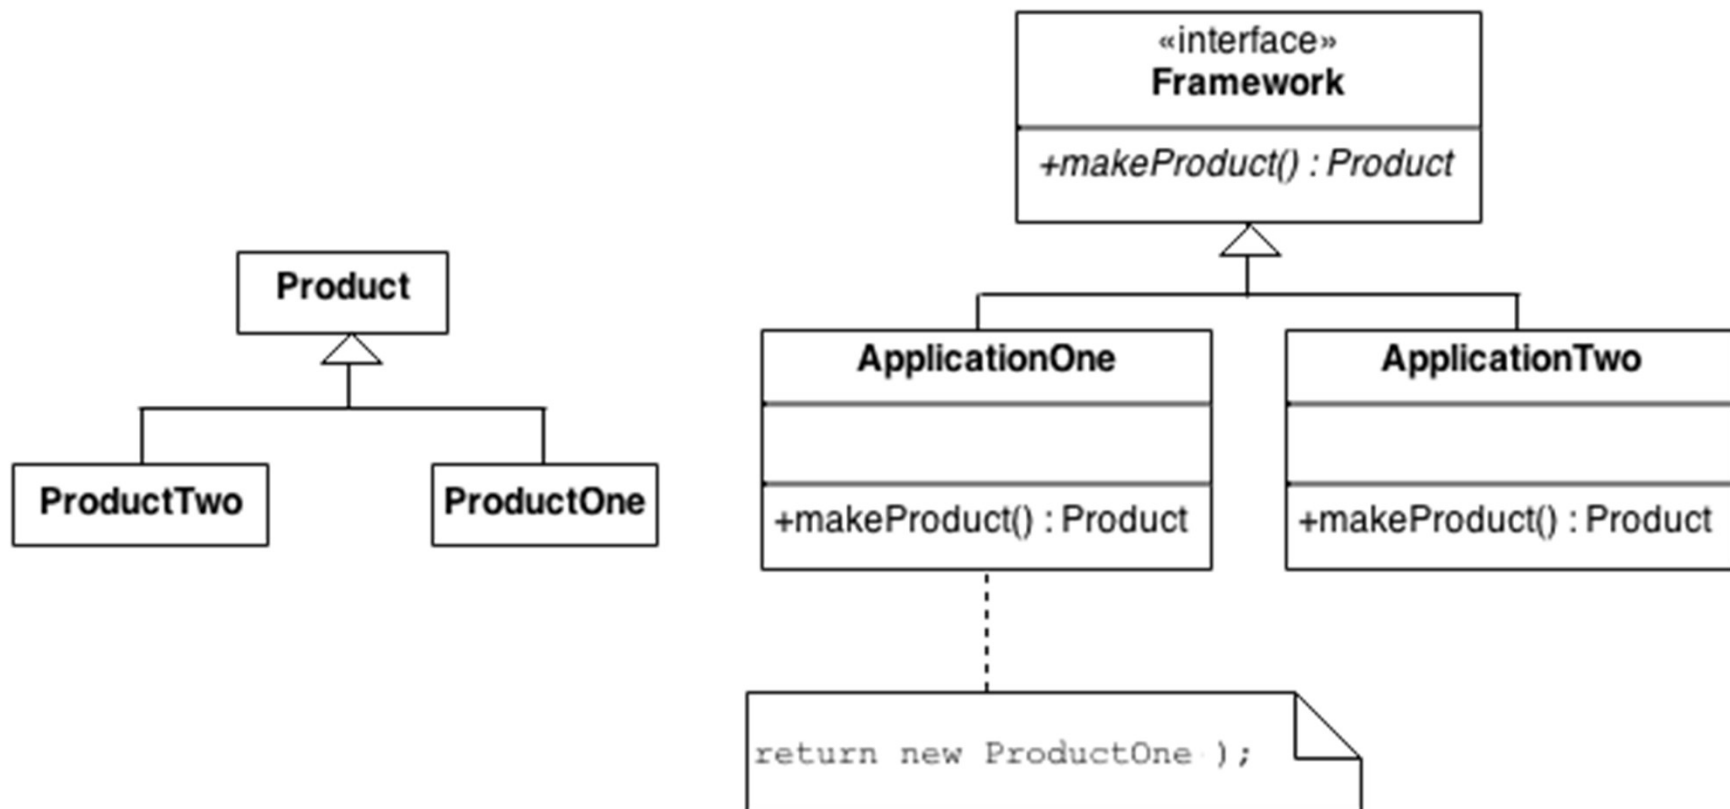 «interface»
Framework
+makeProduct() : Product
Product
ApplicationOne
ApplicationTwo
ProductTwo
ProductOne
+makeProduct() : Product
+makeProduct() : Product
return new ProductOne );